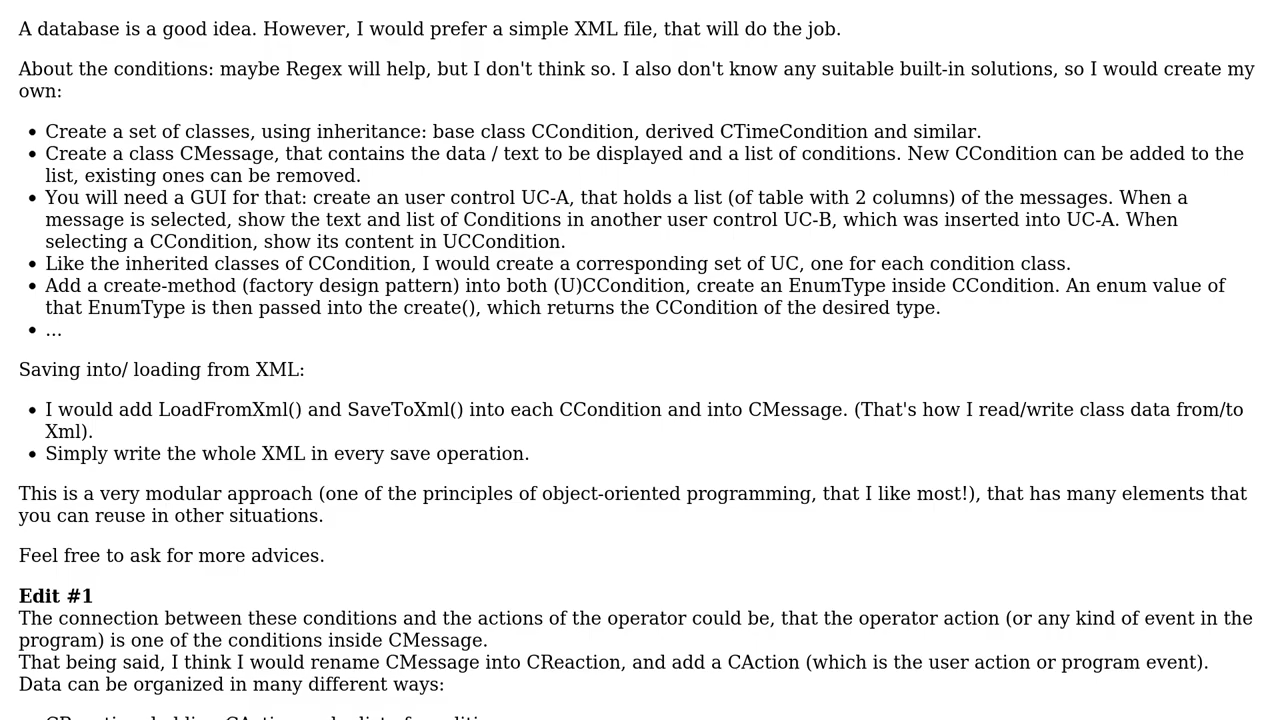 A database is a good idea. However, I would prefer a simple XML file, that will do the job.
About the conditions: maybe Regex will help, but I don't think so. I also don't know any suitable built-in solutions, so I would create my
own:
• Create a set of classes, using inheritance: base class CCondition, derived CTimeCondition and similar.
• Create a class CMessage, that contains the data / text to be displayed and a list of conditions. New CCondition can be added to the
list, existing ones can be removed.
• You will need a GUI for that: create an user control UC-A, that holds a list (of table with 2 columns) of the messages. When a
message is selected, show the text and list of Conditions in another user control UC-B, which was inserted into UC-A. When
selecting a CCondition, show its content in UCCondition.
• Like the inherited classes of CCondition, I would create a corresponding set of UC, one for each condition class.
• Add a create-method (factory design pattern) into both (U)CCondition, create an EnumType inside CCondition. An enum value of
that EnumType is then passed into the create(), which returns the CCondition of the desired type.
• ...
Saving into/ loading from XML:
• I would add LoadFromXml() and SaveToXml() into each CCondition and into CMessage. (That's how I read/write class data from/to
Xml).
• Simply write the whole XML in every save operation.
This is a very modular approach (one of the principles of object-oriented programming, that I like most!), that has many elements that
you can reuse in other situations.
Feel free to ask for more advices.
Edit #1
The connection between these conditions and the actions of the operator could be, that the operator action (or any kind of event in the
program) is one of the conditions inside CMessage.
That being said, I think I would rename CMessage into CReaction, and add a CAction (which is the user action or program event).
Data can be organized in many different ways: